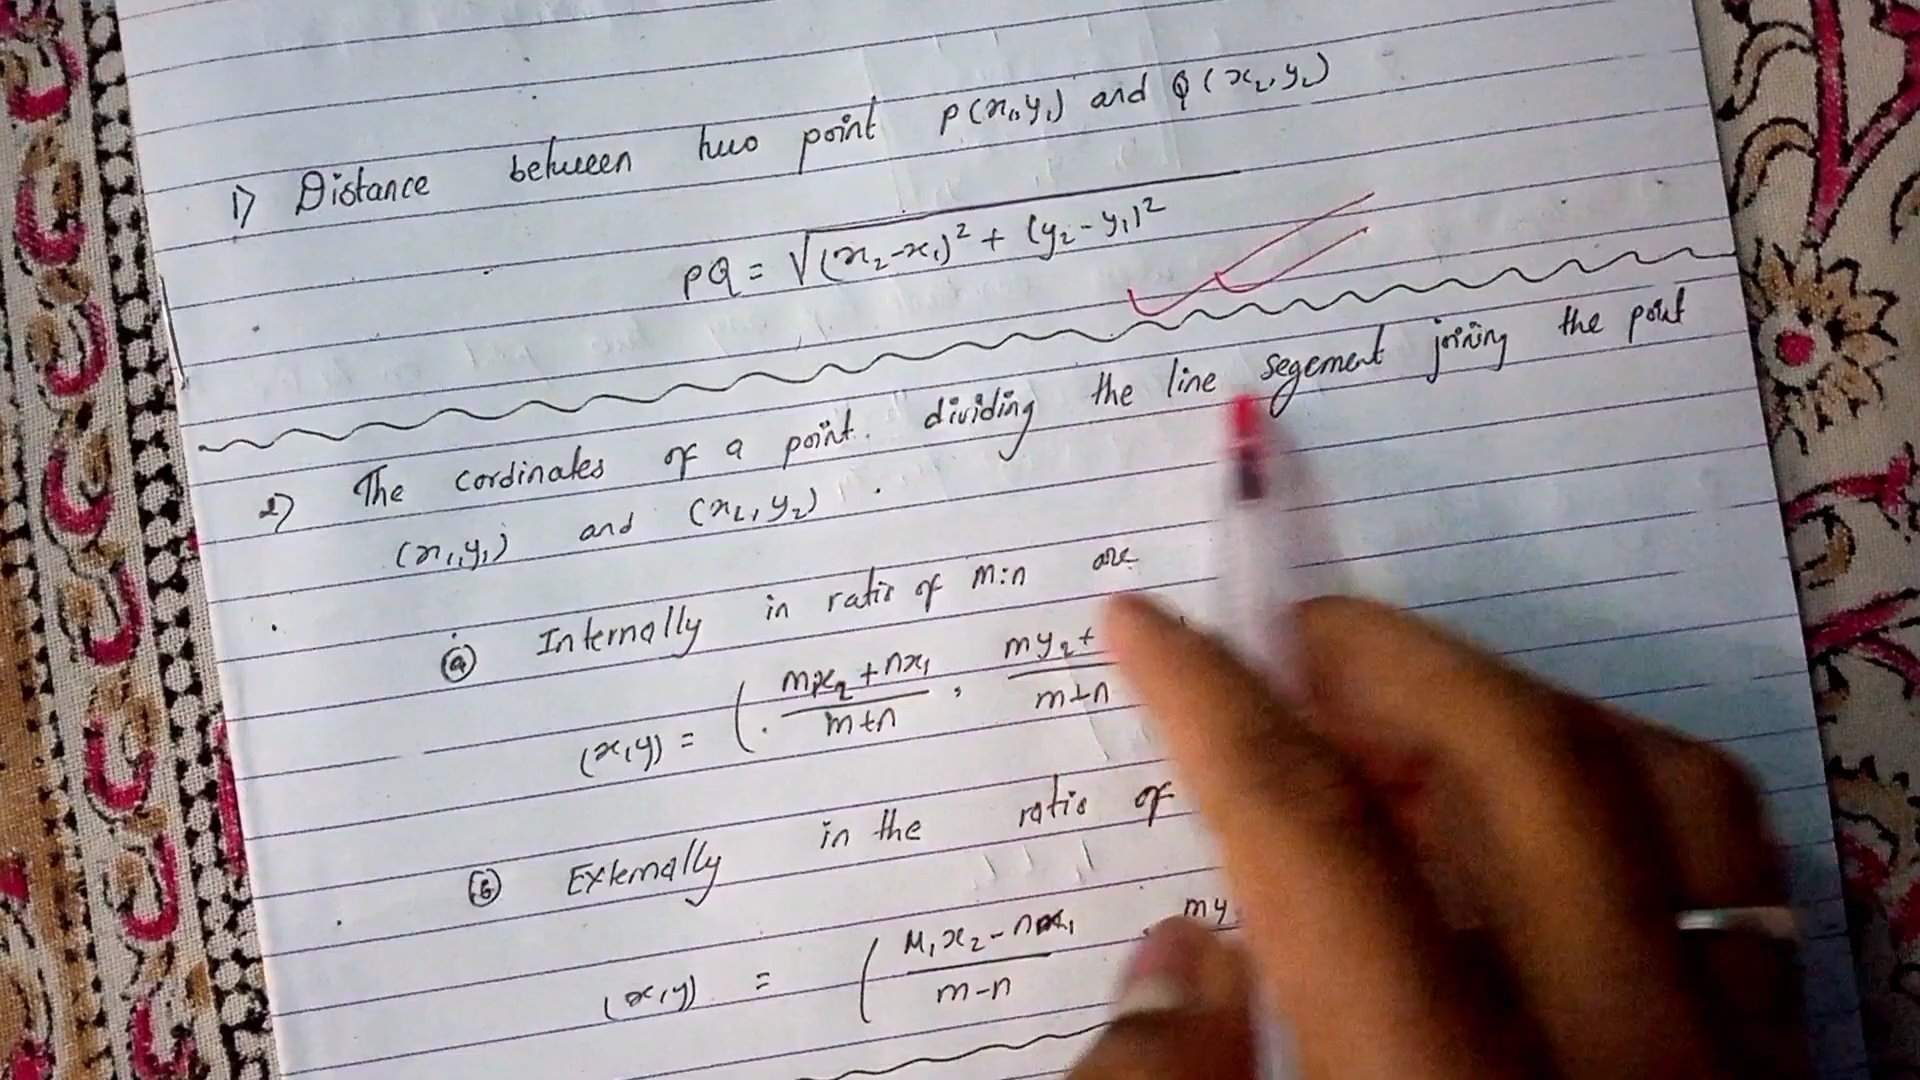 1) Distance between two point P(x₁,y₁) and Q(x₂,y₂)
PQ = √(x₂-x₁)² + (y₂-y₁)²
2) The cordinates of a point. dividing the line segement joining the point
(x₁,y₁) and (x₂,y₂).
(a) Internally in ratio of m:n are
(x,y) = ( mx₂+nx₁ / m+n , my₂+ / m+n
(b) Externally in the ratio of
(x,y) = ( M₁x₂-nx₁ / m-n , my